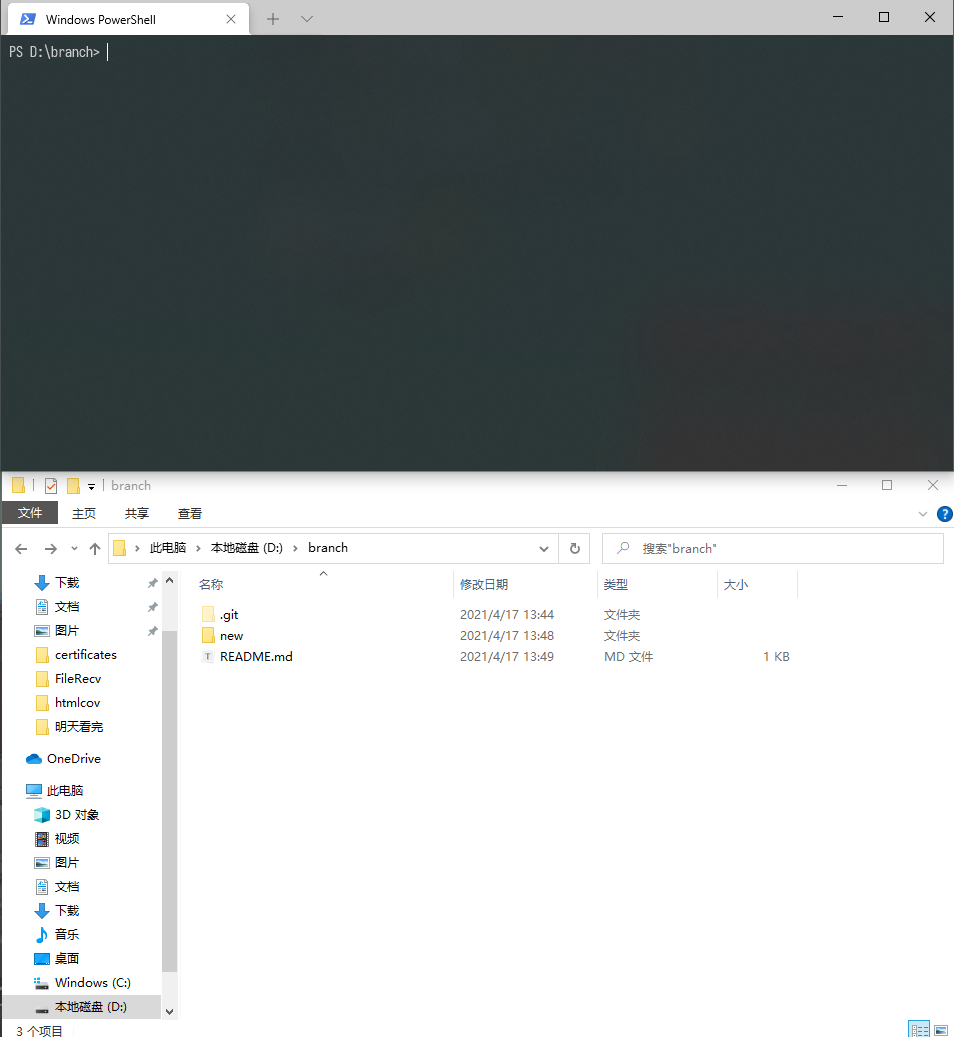 Windows PowerShell
PS D:\branch>
branch
文件 主页 共享 查看
此电脑 本地磁盘 (D:) branch
搜索"branch"
名称 修改日期 类型 大小
.git 2021/4/17 13:44 文件夹
new 2021/4/17 13:48 文件夹
README.md 2021/4/17 13:49 MD 文件 1 KB
下载
文档
图片
certificates
FileRecv
htmlcov
明天看完
OneDrive
此电脑
3D 对象
视频
图片
文档
下载
音乐
桌面
Windows (C:)
本地磁盘 (D:)
3 个项目